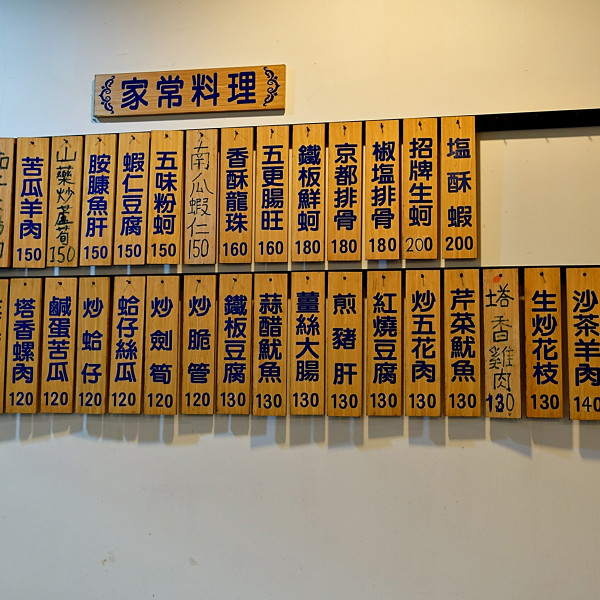 家常料理
塩酥蝦 200
招牌生蚵 200
椒塩排骨 180
京都排骨 180
鐵板鮮蚵 180
五更腸旺 160
香酥龍珠 160
南瓜蝦仁 150
五味粉蚵 150
蝦仁豆腐 150
胺膁魚肝 150
山藥炒蘆荀 150
苦瓜羊肉 150
沙茶羊肉 140
生炒花枝 130
塔香雞肉 130
芹菜魷魚 130
炒五花肉 130
紅燒豆腐 130
煎豬肝 130
薑絲大腸 130
蒜醋魷魚 130
鐵板豆腐 130
炒脆管 120
炒劍筍 120
蛤仔絲瓜 120
炒蛤仔 120
鹹蛋苦瓜 120
塔香螺肉 120